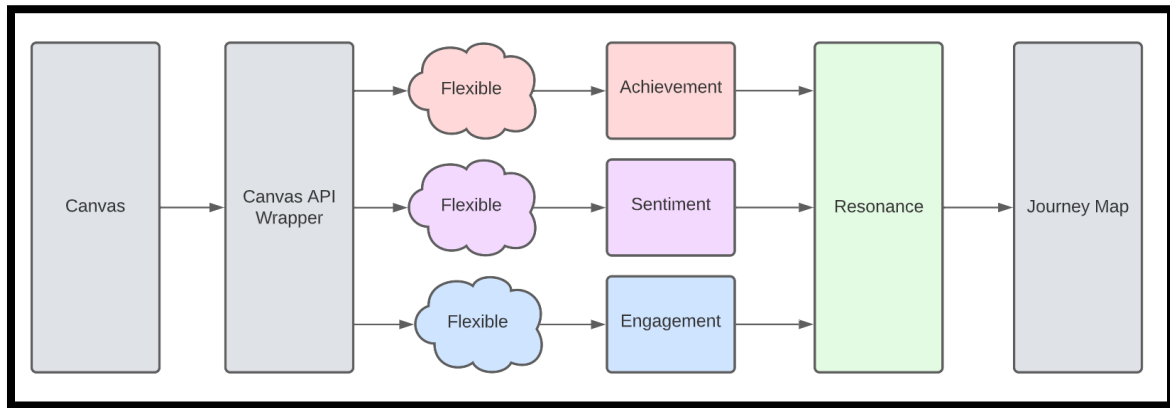 Canvas
Canvas API
Wrapper
Flexible
Achievement
Flexible
Sentiment
Flexible
Engagement
Resonance
Journey Map